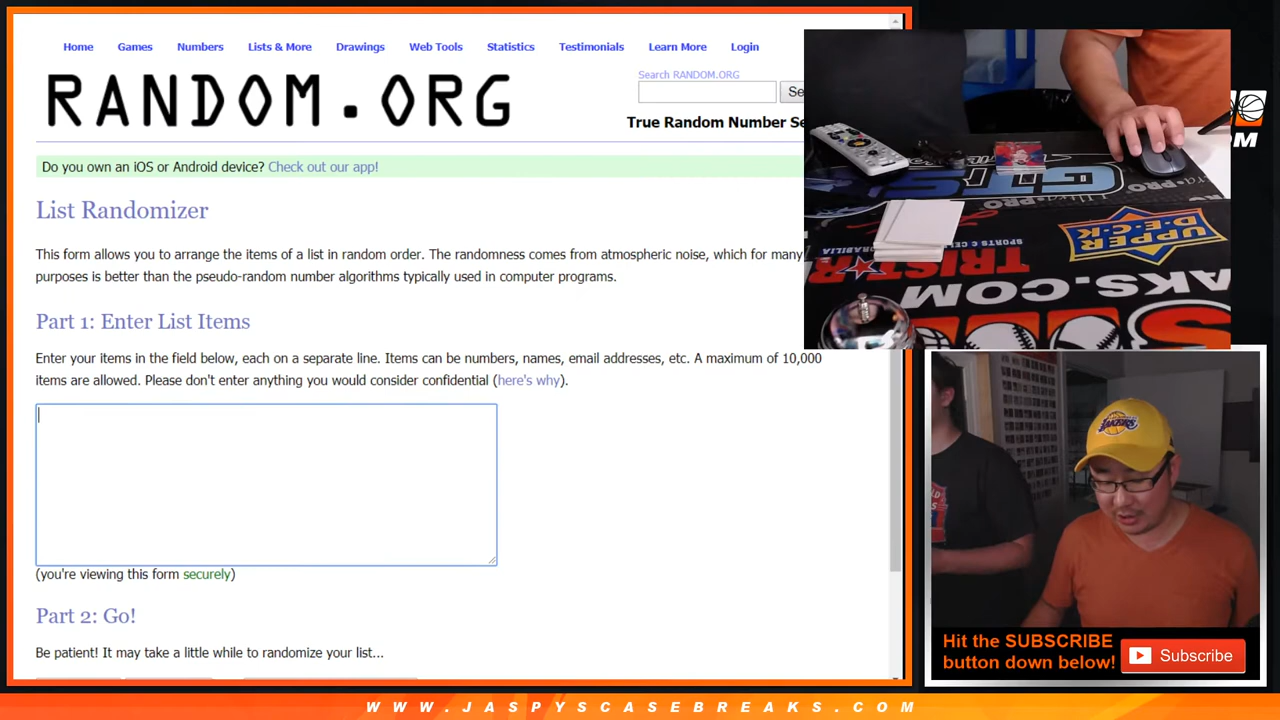 Home Games Numbers Lists & More Drawings Web Tools Statistics Testimonials Learn More Login
RANDOM.ORG
Search RANDOM.ORG
Se
True Random Number Se
Do you own an iOS or Android device? Check out our app!
List Randomizer
This form allows you to arrange the items of a list in random order. The randomness comes from atmospheric noise, which for many
purposes is better than the pseudo-random number algorithms typically used in computer programs.
Part 1: Enter List Items
Enter your items in the field below, each on a separate line. Items can be numbers, names, email addresses, etc. A maximum of 10,000
items are allowed. Please don't enter anything you would consider confidential (here's why).
(you're viewing this form securely)
Part 2: Go!
Be patient! It may take a little while to randomize your list...
OM
GTS
UPPER
DECK
SPORTS
TRISTAR
EAKS.COM
Hit the SUBSCRIBE
button down below!
Subscribe
WWW.JASPYSCASEBREAKS.COM